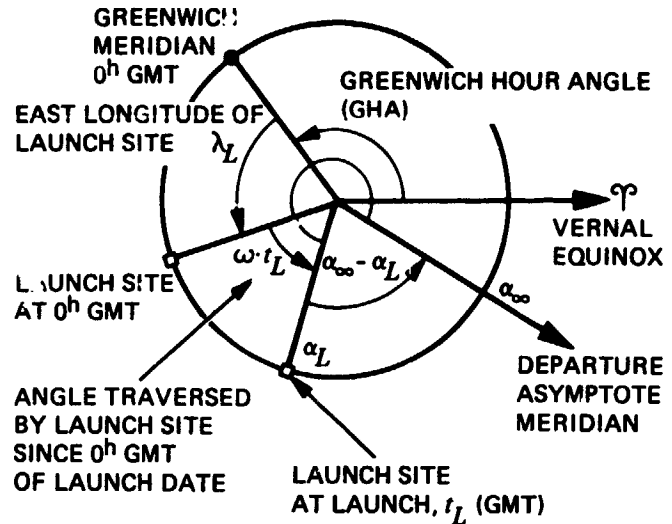 GREENWICH
MERIDIAN
0h GMT
GREENWICH HOUR ANGLE
(GHA)
EAST LONGITUDE OF
LAUNCH SITE
λL
♈
VERNAL
EQUINOX
ω·tL
α∞ - αL
LAUNCH SITE
AT 0h GMT
α∞
αL
DEPARTURE
ASYMPTOTE
MERIDIAN
ANGLE TRAVERSED
BY LAUNCH SITE
SINCE 0h GMT
OF LAUNCH DATE
LAUNCH SITE
AT LAUNCH, tL (GMT)